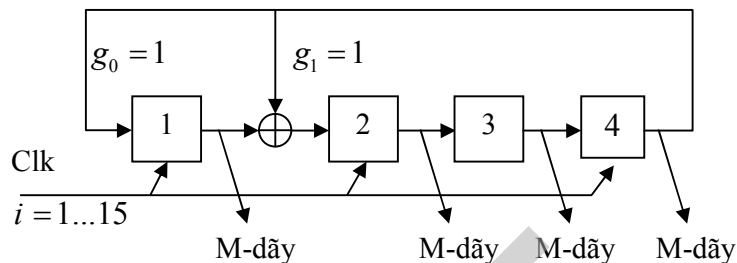 g₀ = 1
g₁ = 1
1
2
3
4
Clk
i = 1...15
M-dãy
M-dãy
M-dãy
M-dãy